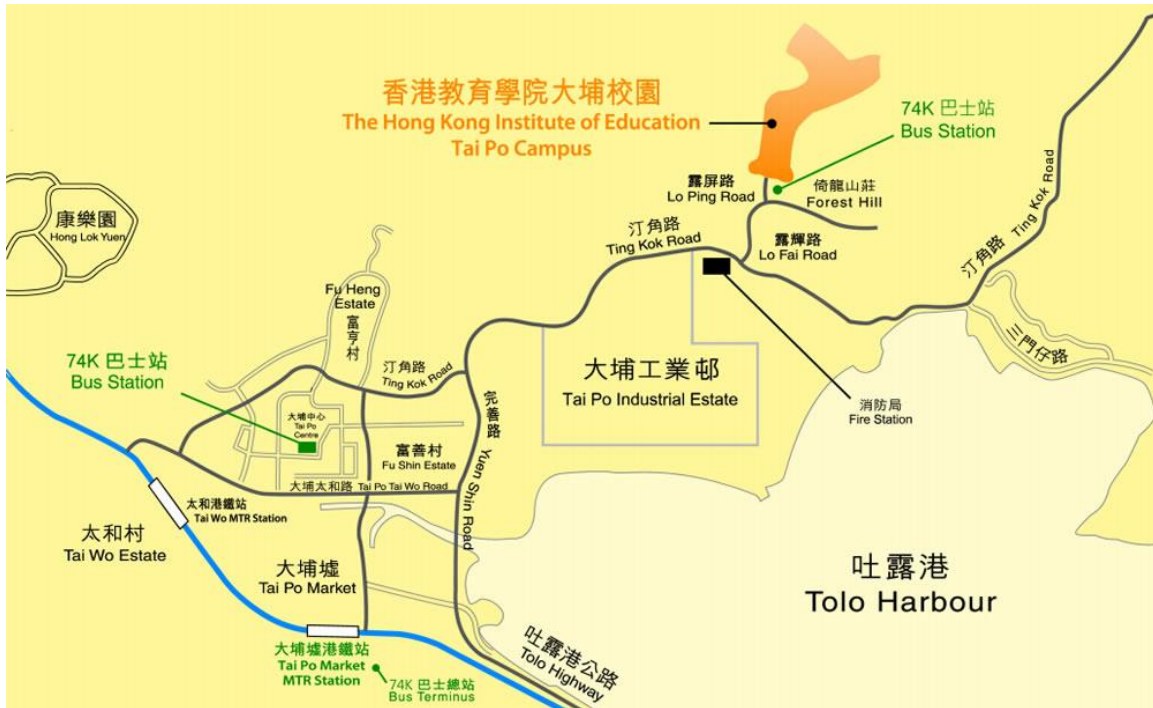 香港教育學院大埔校園
The Hong Kong Institute of Education
Tai Po Campus
74K 巴士站
Bus Station
露屏路
Lo Ping Road
倚龍山莊
Forest Hill
汀角路
Ting Kok Road
露輝路
Lo Fai Road
汀角路 Ting Kok Road
康樂園
Hong Lok Yuen
Fu Heng
Estate
富亨村
三門仔路
74K 巴士站
Bus Station
汀角路
Ting Kok Road
大埔工業邨
Tai Po Industrial Estate
消防局
Fire Station
大埔中心
Tai Po
Centre
富善村
Fu Shin Estate
完善路 Yuen Shin Road
大埔太和路 Tai Po Tai Wo Road
太和港鐵站
Tai Wo MTR Station
太和村
Tai Wo Estate
大埔墟
Tai Po Market
吐露港
Tolo Harbour
大埔墟港鐵站
Tai Po Market
MTR Station
74K 巴士總站
Bus Terminus
吐露港公路
Tolo Highway